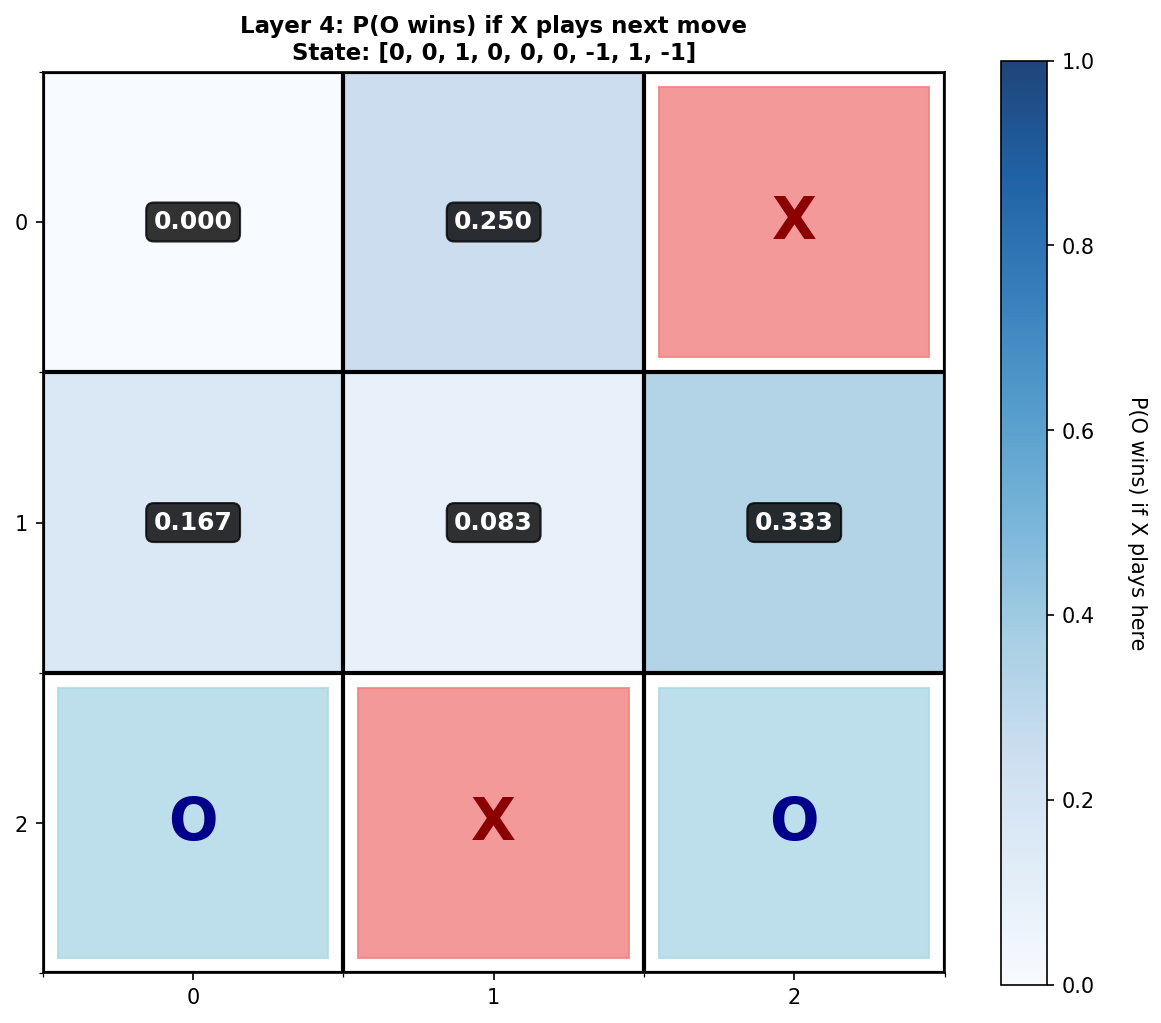 Layer 4: P(O wins) if X plays next move
State: [0, 0, 1, 0, 0, 0, -1, 1, -1]
0
0.000
0.250
X
1
0.167
0.083
0.333
2
O
X
O
0
1
2
1.0
0.8
0.6
0.4
0.2
0.0
P(O wins) if X plays here